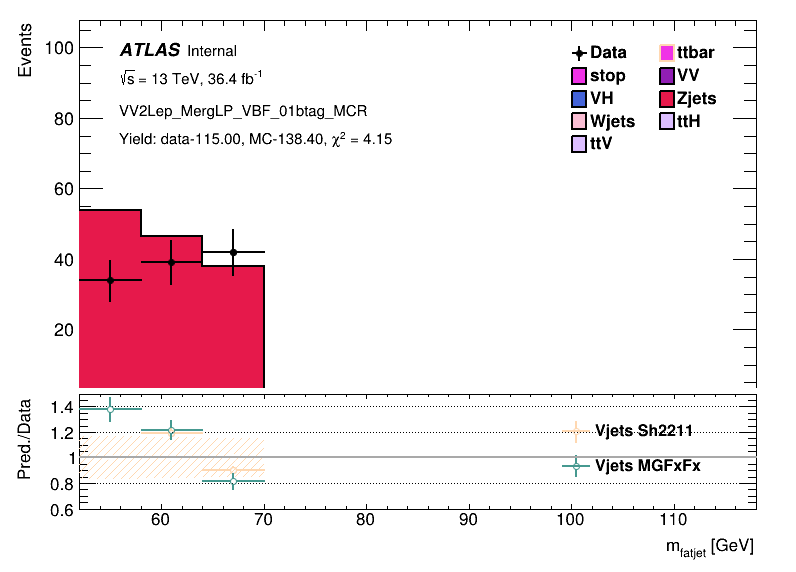 Events
100
80
60
40
20
ATLAS Internal
√s = 13 TeV, 36.4 fb⁻¹
VV2Lep_MergLP_VBF_01btag_MCR
Yield: data-115.00, MC-138.40, χ² = 4.15
Data ttbar
stop VV
VH Zjets
Wjets ttH
ttV
Pred./Data
1.4
1.2
1
0.8
0.6
Vjets Sh2211
Vjets MGFxFx
60 70 80 90 100 110
m_fatjet [GeV]